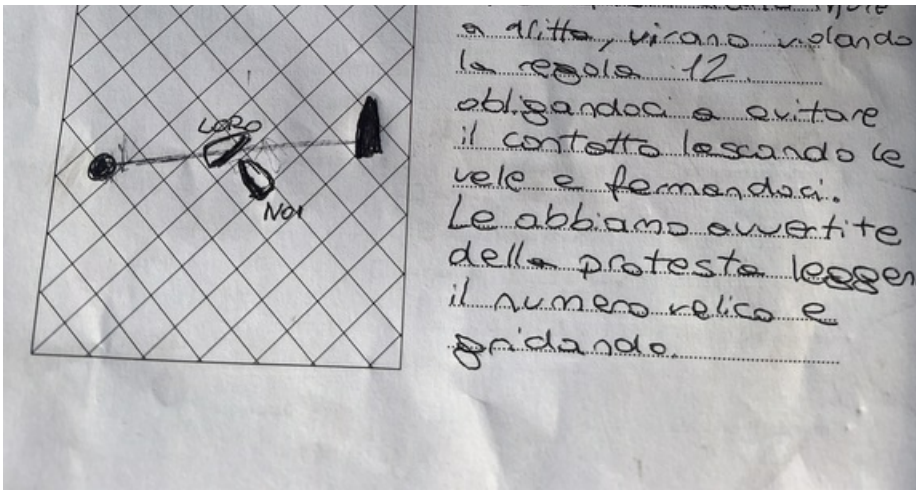 a dritta, virano violando
la regola 12.
obligandoci a evitare
il contatto lascando le
vele e fermandoci.
Le abbiamo avvertite
della protesta leggen
il numero velico e
gridando.
LORO
NOI